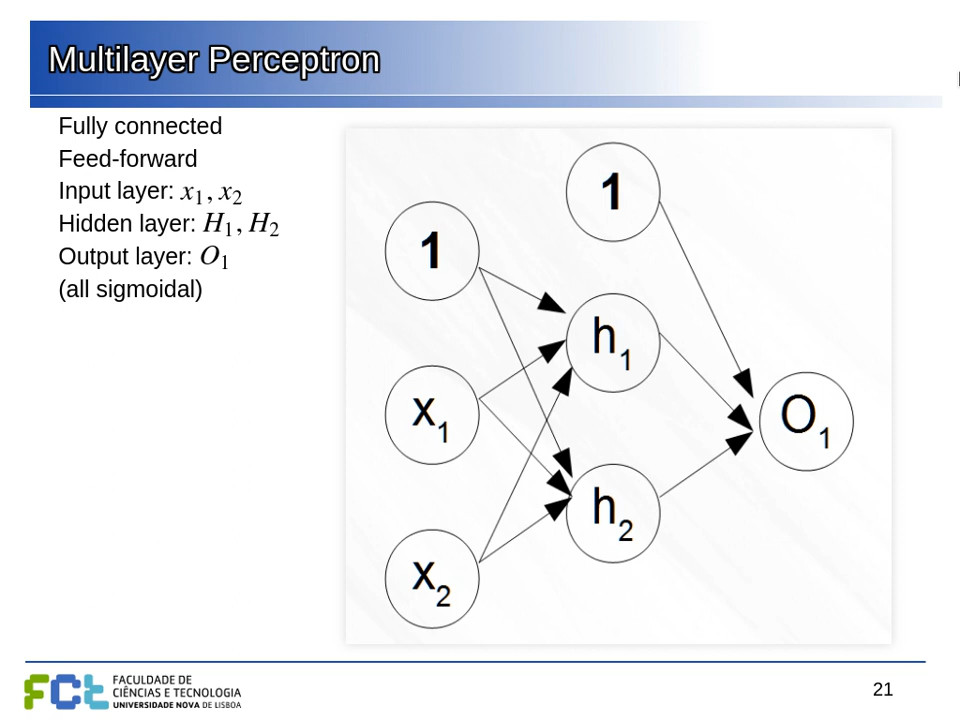 Multilayer Perceptron
Fully connected
Feed-forward
Input layer: x1, x2
Hidden layer: H1, H2
Output layer: O1
(all sigmoidal)
1
1
h1
x1
O1
h2
x2
FCt
FACULDADE DE
CIÊNCIAS E TECNOLOGIA
UNIVERSIDADE NOVA DE LISBOA
21